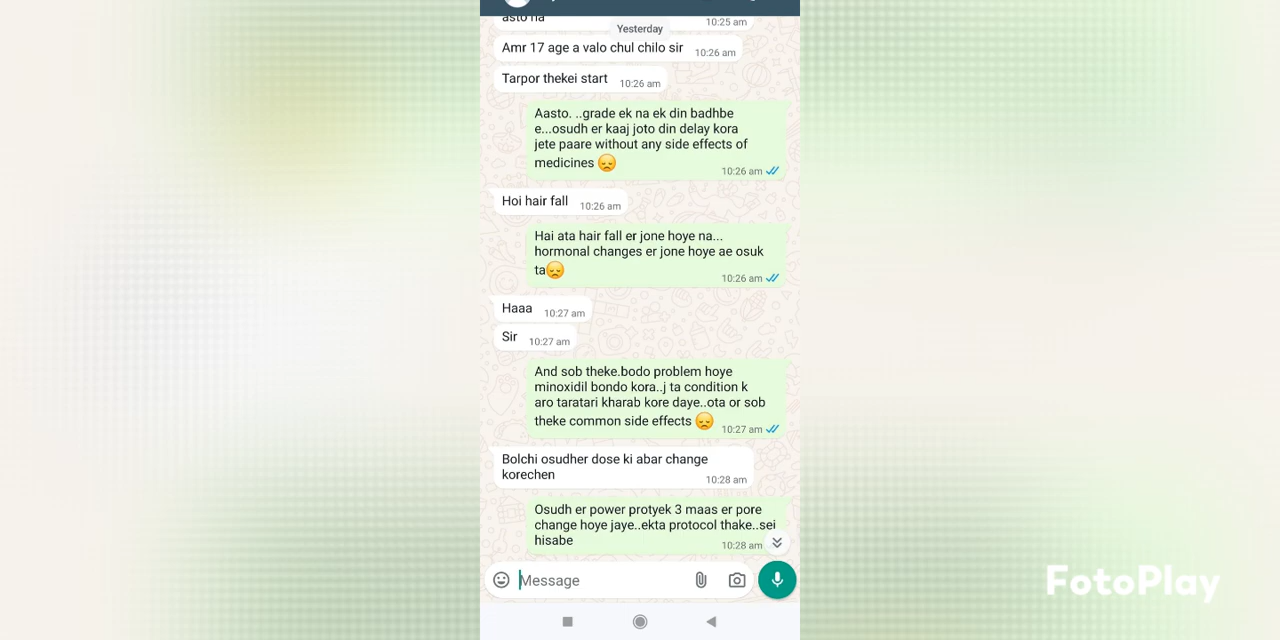 asto na
10:25 am
Yesterday
Amr 17 age a valo chul chilo sir 10:26 am
Tarpor thekei start 10:26 am
Aasto. ..grade ek na ek din badhbe
e...osudh er kaaj joto din delay kora
jete paare without any side effects of
medicines 😞
10:26 am
Hoi hair fall 10:26 am
Hai ata hair fall er jone hoye na...
hormonal changes er jone hoye ae osuk
ta😞
10:26 am
Haaa 10:27 am
Sir 10:27 am
And sob theke.bodo problem hoye
minoxidil bondo kora..j ta condition k
aro taratari kharab kore daye..ota or sob
theke common side effects 😞 10:27 am
Bolchi osudher dose ki abar change
korechen 10:28 am
Osudh er power protyek 3 maas er pore
change hoye jaye..ekta protocol thake..sei
hisabe 10:28 am
Message
FotoPlay